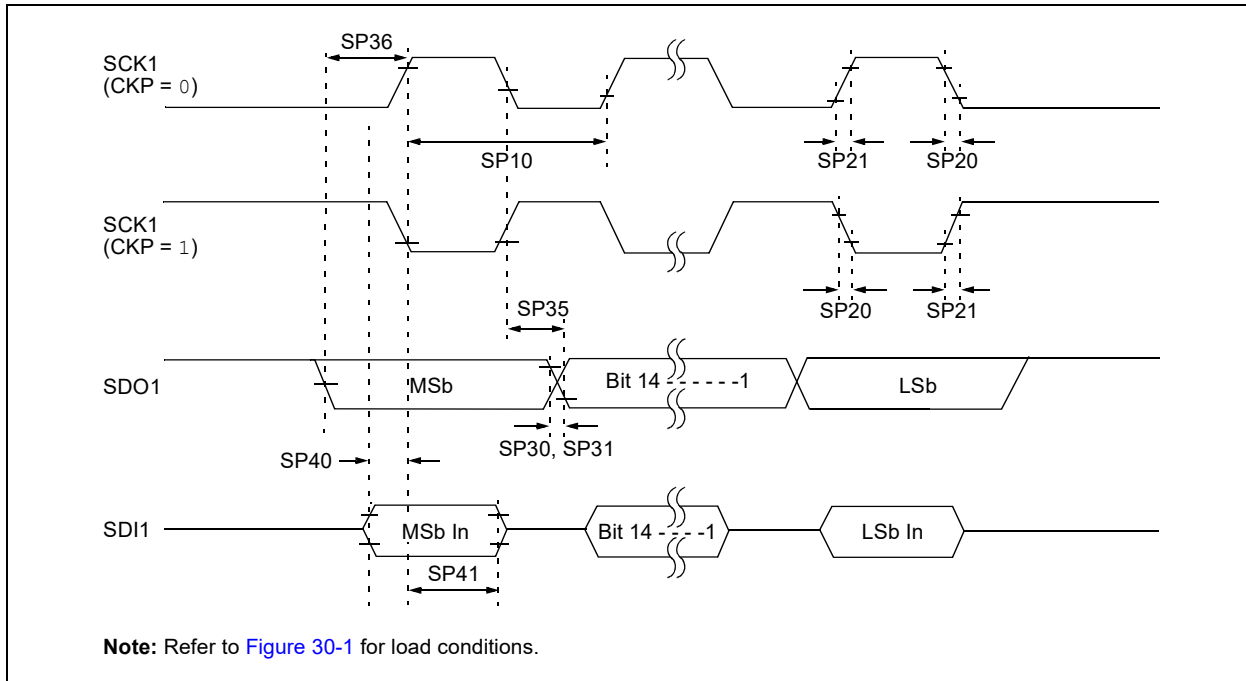 SP36
SCK1
(CKP = 0)
SP10
SP21
SP20
SCK1
(CKP = 1)
SP35
SP20
SP21
SDO1
MSb
Bit 14 - - - - - -1
LSb
SP30, SP31
SP40
SDI1
MSb In
Bit 14 - - - -1
LSb In
SP41
Note: Refer to Figure 30-1 for load conditions.